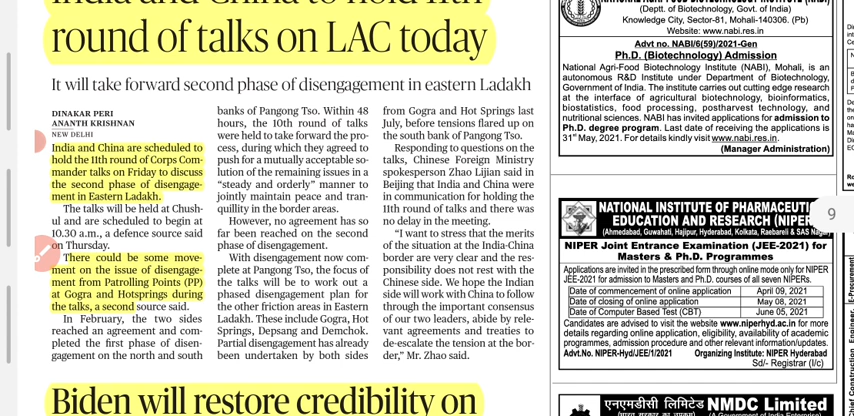 India and China to hold 11th
round of talks on LAC today
It will take forward second phase of disengagement in eastern Ladakh
DINAKAR PERI
ANANTH KRISHNAN
NEW DELHI
India and China are scheduled to
hold the 11th round of Corps Com-
mander talks on Friday to discuss
the second phase of disengage-
ment in Eastern Ladakh.
The talks will be held at Chush-
ul and are scheduled to begin at
10.30 a.m., a defence source said
on Thursday.
There could be some move-
ment on the issue of disengage-
ment from Patrolling Points (PP)
at Gogra and Hotsprings during
the talks, a second source said.
In February, the two sides
reached an agreement and com-
pleted the first phase of disen-
gagement on the north and south
banks of Pangong Tso. Within 48
hours, the 10th round of talks
were held to take forward the pro-
cess, during which they agreed to
push for a mutually acceptable so-
lution of the remaining issues in a
“steady and orderly” manner to
jointly maintain peace and tran-
quillity in the border areas.
However, no agreement has so
far been reached on the second
phase of disengagement.
With disengagement now com-
plete at Pangong Tso, the focus of
the talks will be to work out a
phased disengagement plan for
the other friction areas in Eastern
Ladakh. These include Gogra, Hot
Springs, Depsang and Demchok.
Partial disengagement has already
been undertaken by both sides
from Gogra and Hot Springs last
July, before tensions flared up on
the south bank of Pangong Tso.
Responding to questions on the
talks, Chinese Foreign Ministry
spokesperson Zhao Lijian said in
Beijing that India and China were
in communication for holding the
11th round of talks and there was
no delay in the meeting.
“I want to stress that the merits
of the situation at the India-China
border are very clear and the res-
ponsibility does not rest with the
Chinese side. We hope the Indian
side will work with China to follow
through the important consensus
of our two leaders, abide by rele-
vant agreements and treaties to
de-escalate the tension at the bor-
der,” Mr. Zhao said.
Biden will restore credibility on
NATIONAL AGRI-FOOD BIOTECHNOLOGY INSTITUTE (NABI)
(Deptt. of Biotechnology, Govt. of India)
Knowledge City, Sector-81, Mohali-140306. (Pb)
Website: www.nabi.res.in
Advt no. NABI/6(59)/2021-Gen
Ph.D. (Biotechnology) Admission
National Agri-Food Biotechnology Institute (NABI), Mohali, is an
autonomous R&D Institute under Department of Biotechnology,
Government of India. The institute carries out cutting edge research
at the interface of agricultural biotechnology, bioinformatics,
biostatistics, food processing, postharvest technology, and
nutritional sciences. NABI has invited applications for admission to
Ph.D. degree program. Last date of receiving the applications is
31st May, 2021. For details kindly visit www.nabi.res.in.
(Manager Administration)
9
NATIONAL INSTITUTE OF PHARMACEUTIC
EDUCATION AND RESEARCH (NIPER
(Ahmedabad, Guwahati, Hajipur, Hyderabad, Kolkata, Raebareli & SAS Naga
NIPER Joint Entrance Examination (JEE-2021) for
Masters & Ph.D. Programmes
Applications are invited in the prescribed form through online mode only for NIPER
JEE-2021 for admission to Masters and Ph.D. courses of all seven NIPERs.
Date of commencement of online application April 09, 2021
Date of closing of online application May 08, 2021
Date of Computer Based Test (CBT) June 05, 2021
Candidates are advised to visit the website www.niperhyd.ac.in for more
details regarding online application, eligibility, availability of academic
programmes, admission procedure and other relevant information/updates.
Advt.No. NIPER-Hyd/JEE/1/2021 Organizing Institute: NIPER Hyderabad
Sd/- Registrar (I/c)
एनएमडीसी लिमिटेड NMDC Limited
E-Procurement
Construction Engineer,